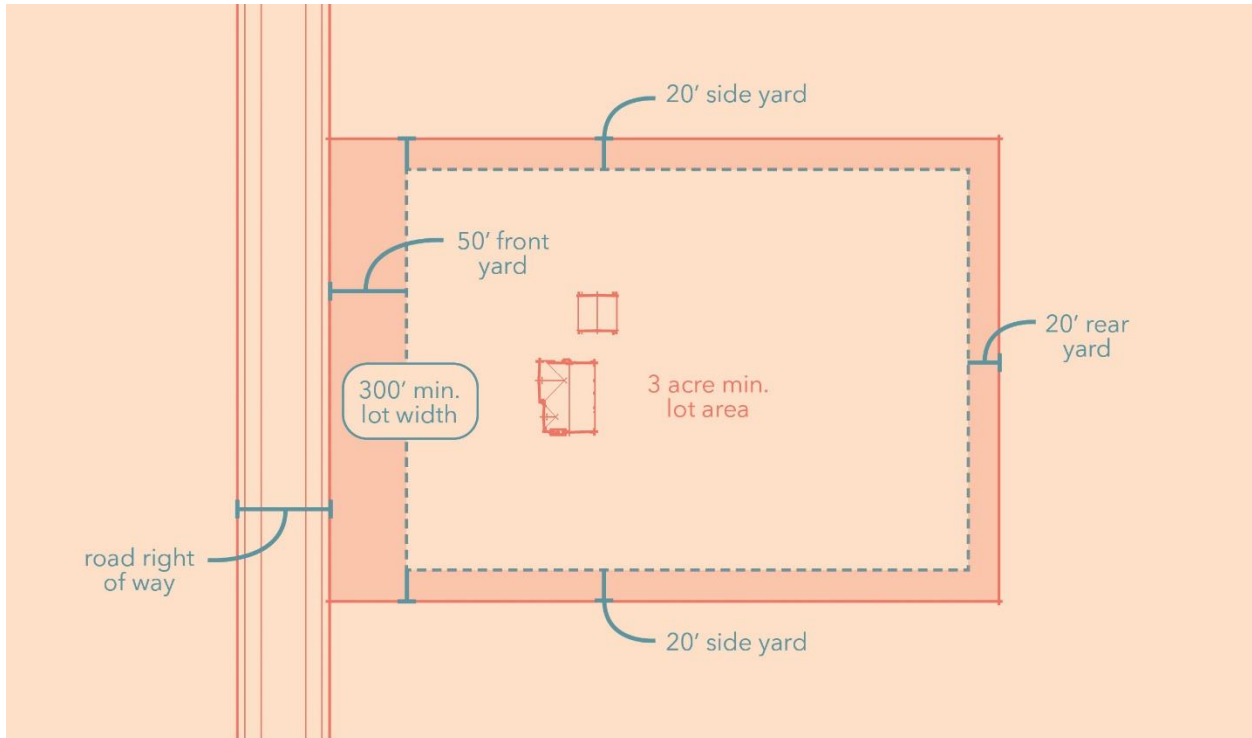 20′ side yard
50′ front
yard
20′ rear
yard
300′ min.
lot width
3 acre min.
lot area
road right
of way
20′ side yard